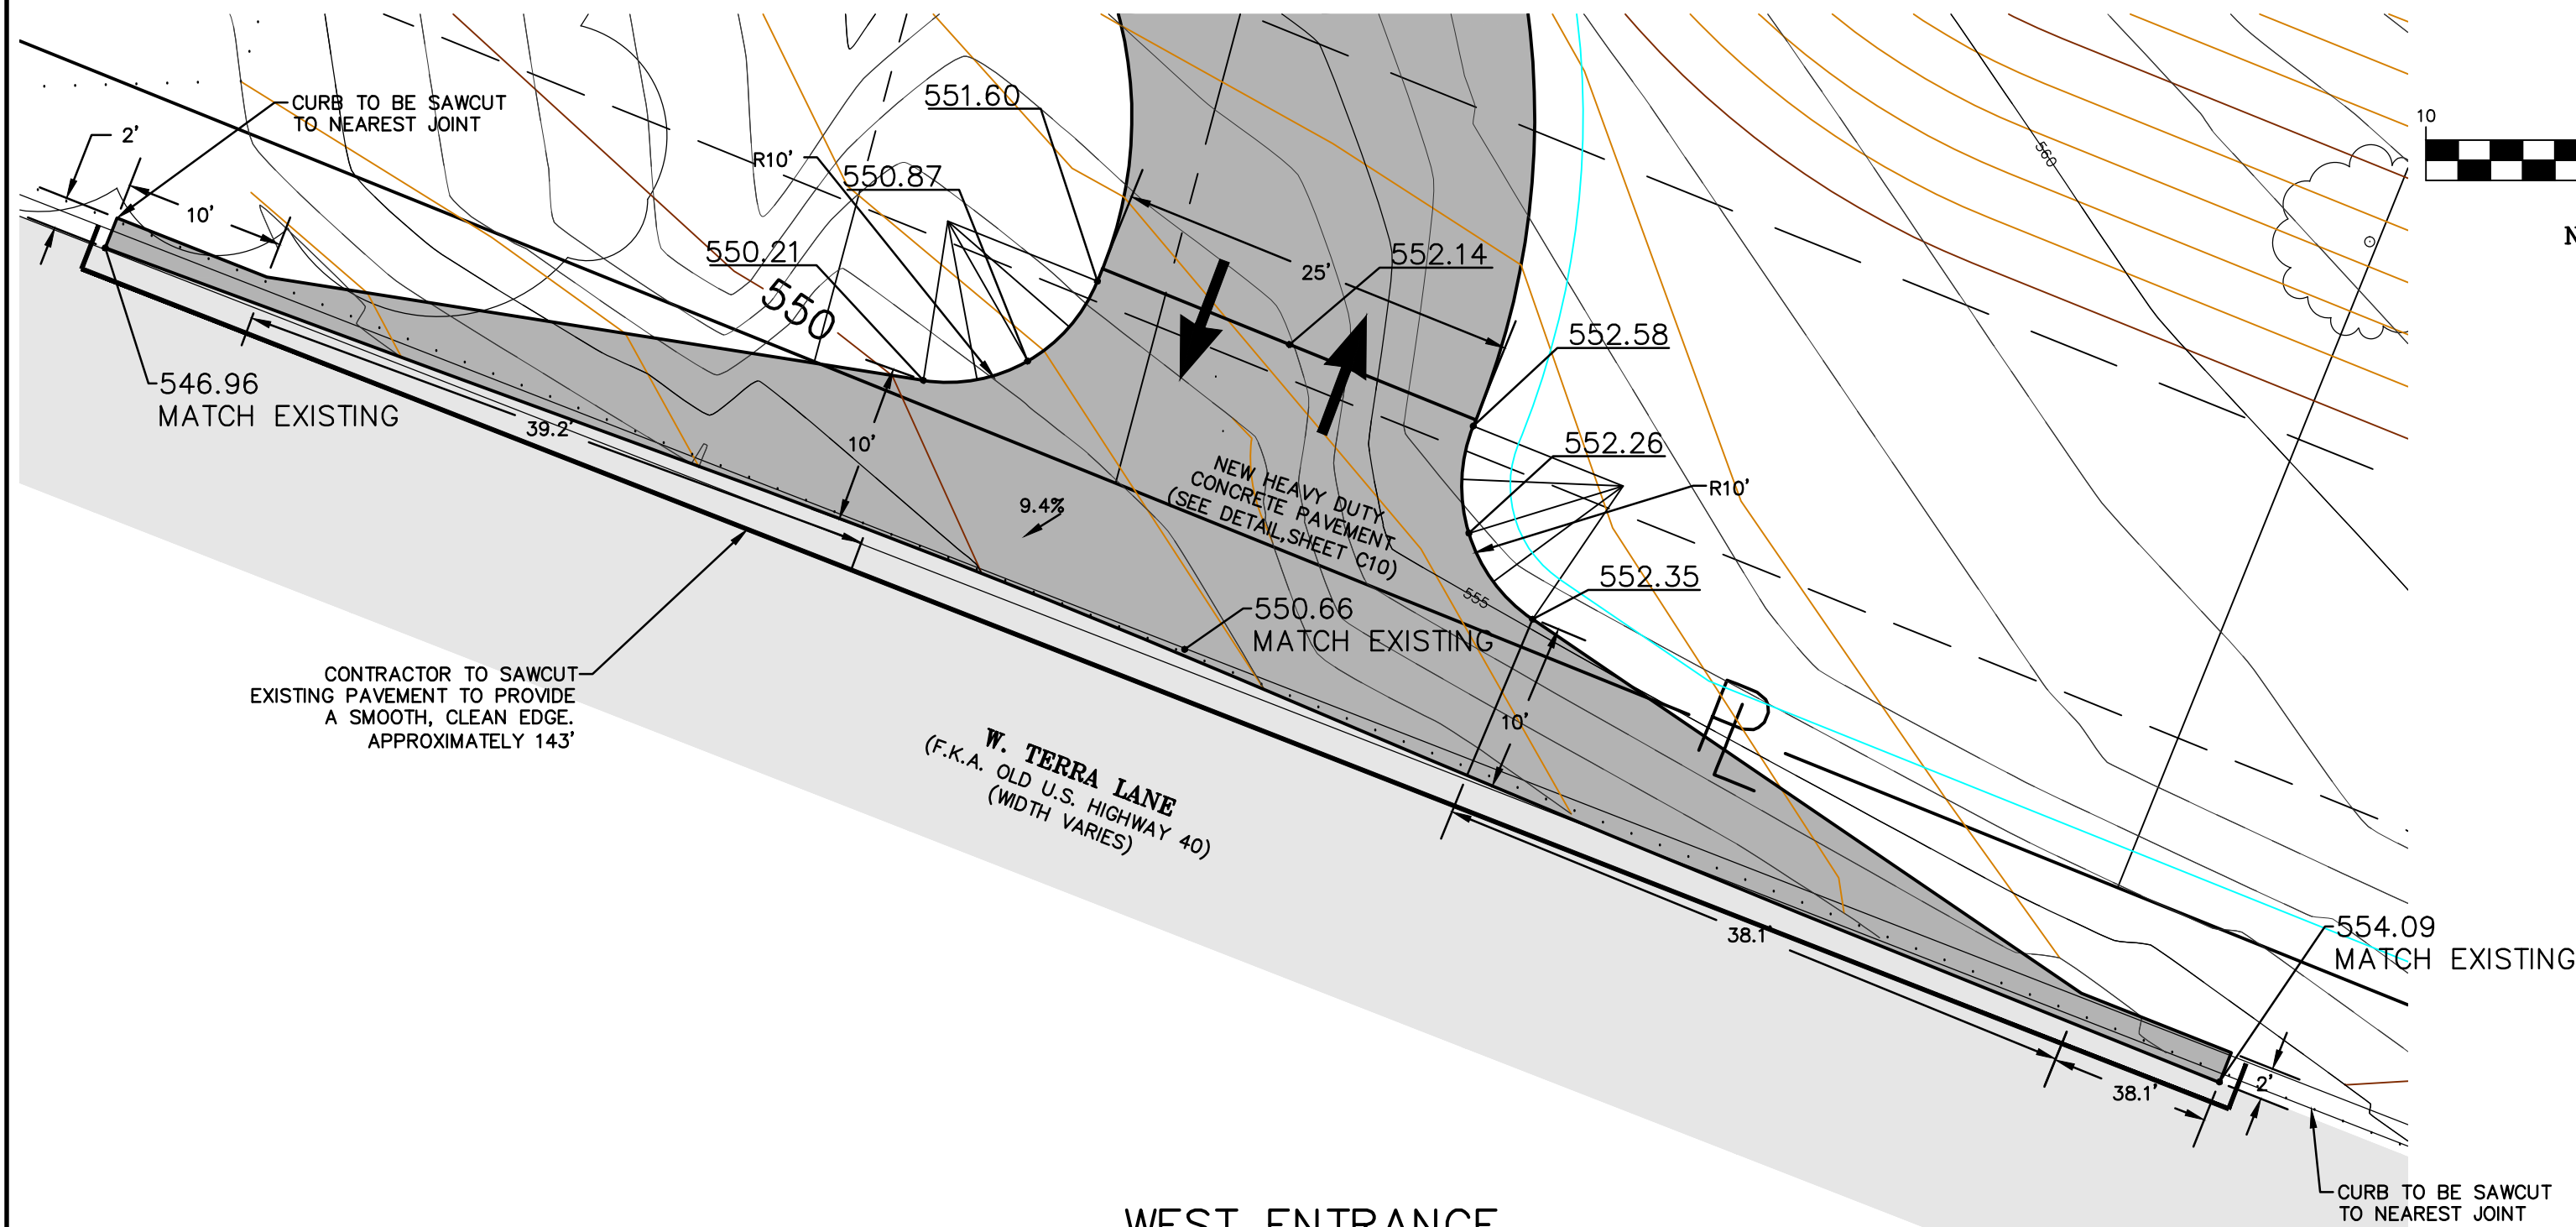 10
551.60
CURB TO BE SAWCUT
TO NEAREST JOINT
2'
R10'
550.87
560
10'
N
550.21
552.14
25'
550
552.58
546.96
MATCH EXISTING
39.2'
10'
552.26
NEW HEAVY DUTY
CONCRETE PAVEMENT
(SEE DETAIL,SHEET C10)
R10'
9.4%
552.35
555
550.66
MATCH EXISTING
CONTRACTOR TO SAWCUT
EXISTING PAVEMENT TO PROVIDE
A SMOOTH, CLEAN EDGE.
APPROXIMATELY 143'
10'
W. TERRA LANE
(F.K.A. OLD U.S. HIGHWAY 40)
(WIDTH VARIES)
38.1'
554.09
MATCH EXISTING
38.1'
2'
CURB TO BE SAWCUT
TO NEAREST JOINT
WEST ENTRANCE